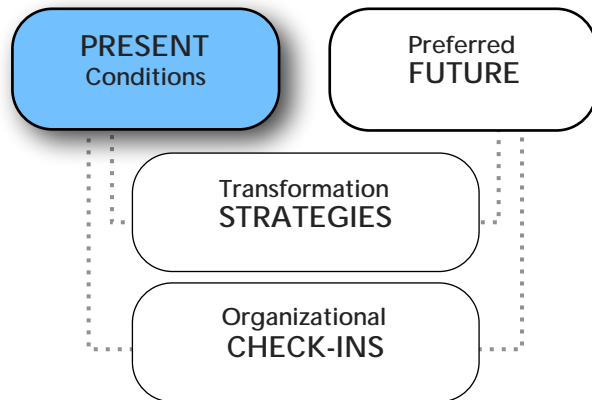 PRESENT
Conditions
Preferred
FUTURE
Transformation
STRATEGIES
Organizational
CHECK-INS